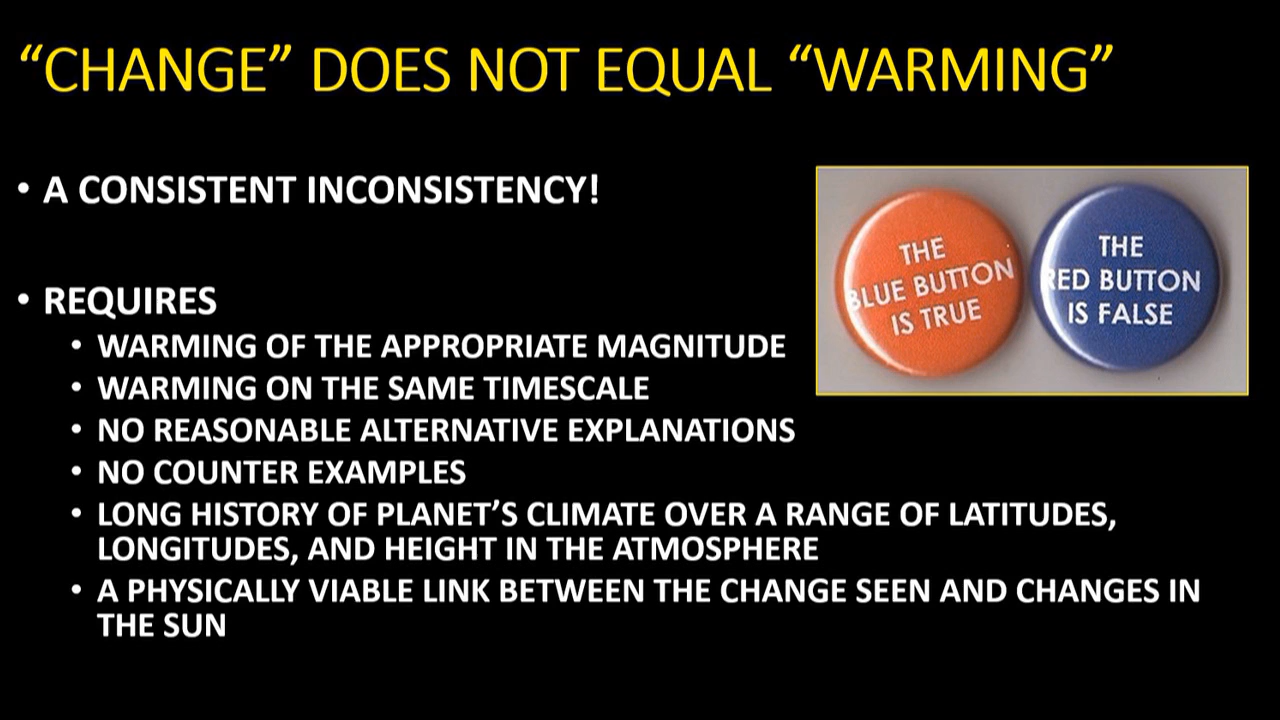 “CHANGE” DOES NOT EQUAL “WARMING”
• A CONSISTENT INCONSISTENCY!
THE
BLUE BUTTON
IS TRUE
THE
RED BUTTON
IS FALSE
• REQUIRES
• WARMING OF THE APPROPRIATE MAGNITUDE
• WARMING ON THE SAME TIMESCALE
• NO REASONABLE ALTERNATIVE EXPLANATIONS
• NO COUNTER EXAMPLES
• LONG HISTORY OF PLANET’S CLIMATE OVER A RANGE OF LATITUDES,
LONGITUDES, AND HEIGHT IN THE ATMOSPHERE
• A PHYSICALLY VIABLE LINK BETWEEN THE CHANGE SEEN AND CHANGES IN
THE SUN